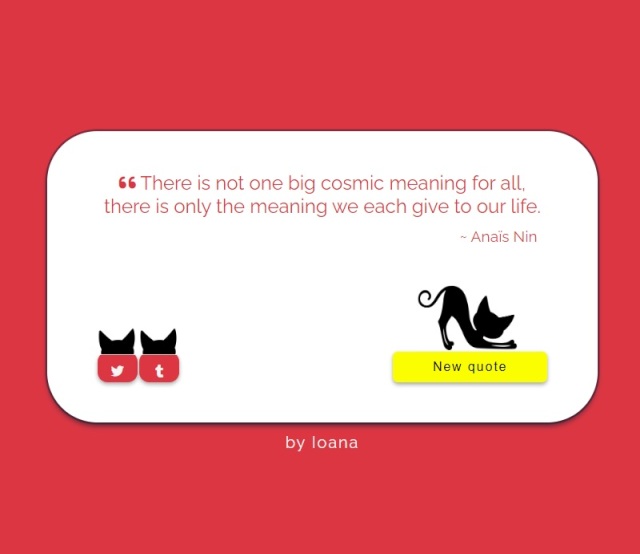 “ There is not one big cosmic meaning for all,
there is only the meaning we each give to our life.
~ Anaïs Nin
New quote
by Ioana